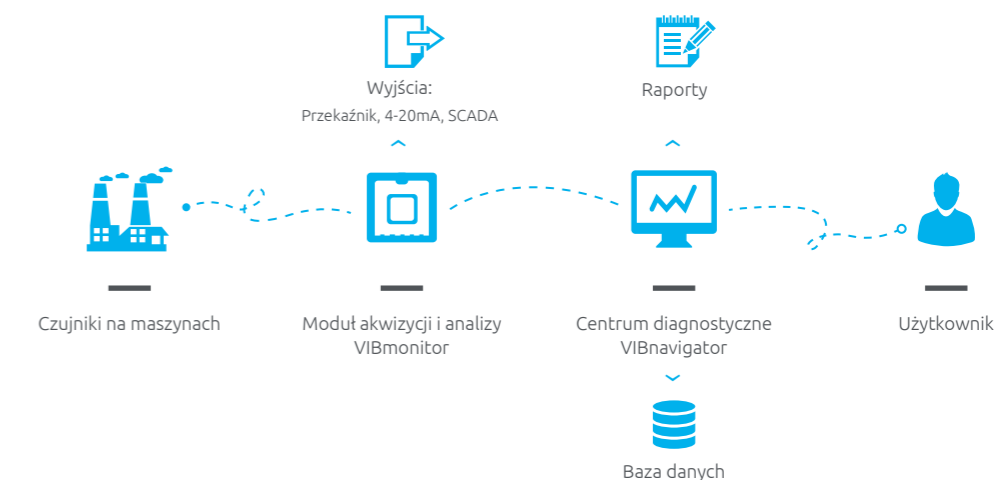 Wyjścia:
Przekaźnik, 4-20mA, SCADA
Raporty
Czujniki na maszynach
Moduł akwizycji i analizy
VIBmonitor
Centrum diagnostyczne
VIBnavigator
Użytkownik
Baza danych